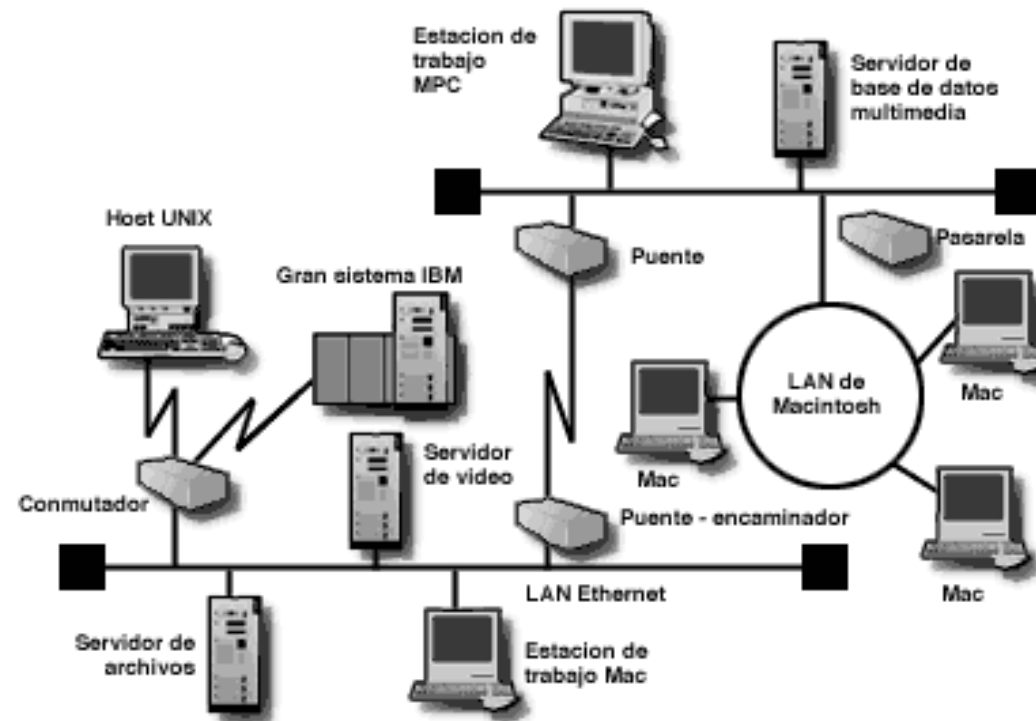 Estacion de
trabajo
MPC
Servidor de
base de datos
multimedia
Host UNIX
Puente
Pasarela
Gran sistema IBM
LAN de
Macintosh
Mac
Mac
Servidor
de video
Conmutador
Puente - encaminador
Mac
LAN Ethernet
Servidor de
archivos
Estacion de
trabajo Mac